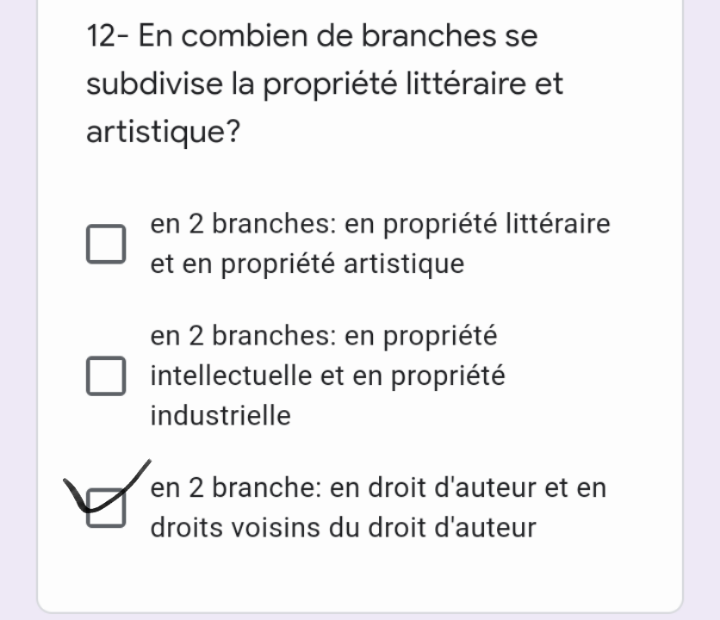 12- En combien de branches se
subdivise la propriété littéraire et
artistique?
en 2 branches: en propriété littéraire
et en propriété artistique
en 2 branches: en propriété
intellectuelle et en propriété
industrielle
en 2 branche: en droit d'auteur et en
droits voisins du droit d'auteur